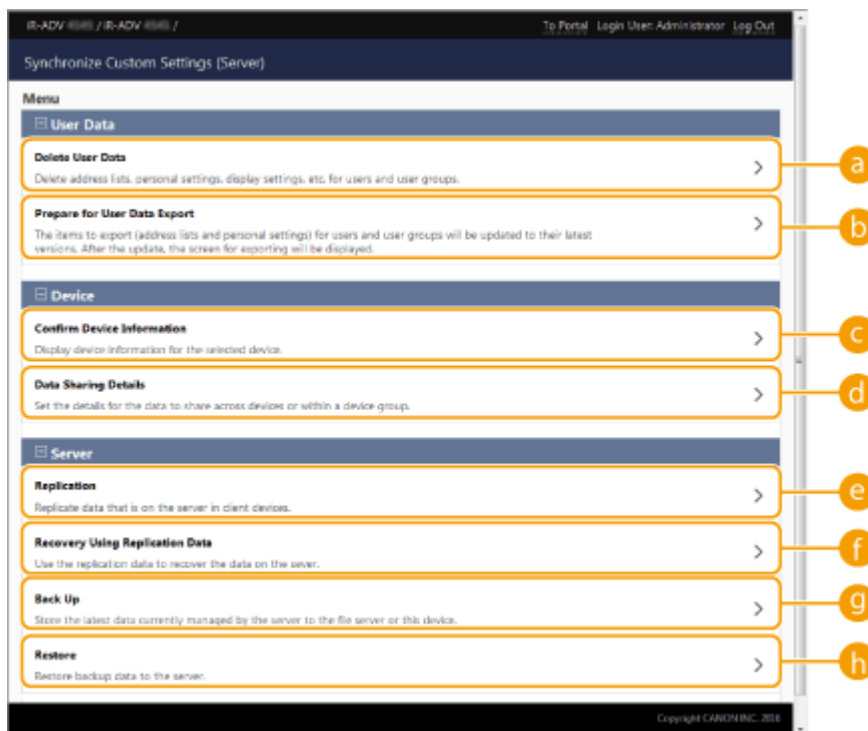 iR-ADV / iR-ADV /
To Portal Login User: Administrator Log Out
Synchronize Custom Settings (Server)
Menu
User Data
Delete User Data
Delete address lists, personal settings, display settings, etc. for users and user groups.
a
Prepare for User Data Export
The items to export (address lists and personal settings) for users and user groups will be updated to their latest
versions. After the update, the screen for exporting will be displayed.
b
Device
Confirm Device Information
Display device information for the selected device.
c
Data Sharing Details
Set the details for the data to share across devices or within a device group.
d
Server
Replication
Replicate data that is on the server in client devices.
e
Recovery Using Replication Data
Use the replication data to recover the data on the sever.
f
Back Up
Store the latest data currently managed by the server to the file server or this device.
g
Restore
Restore backup data to the server.
h
Copyright CANON INC. 2016